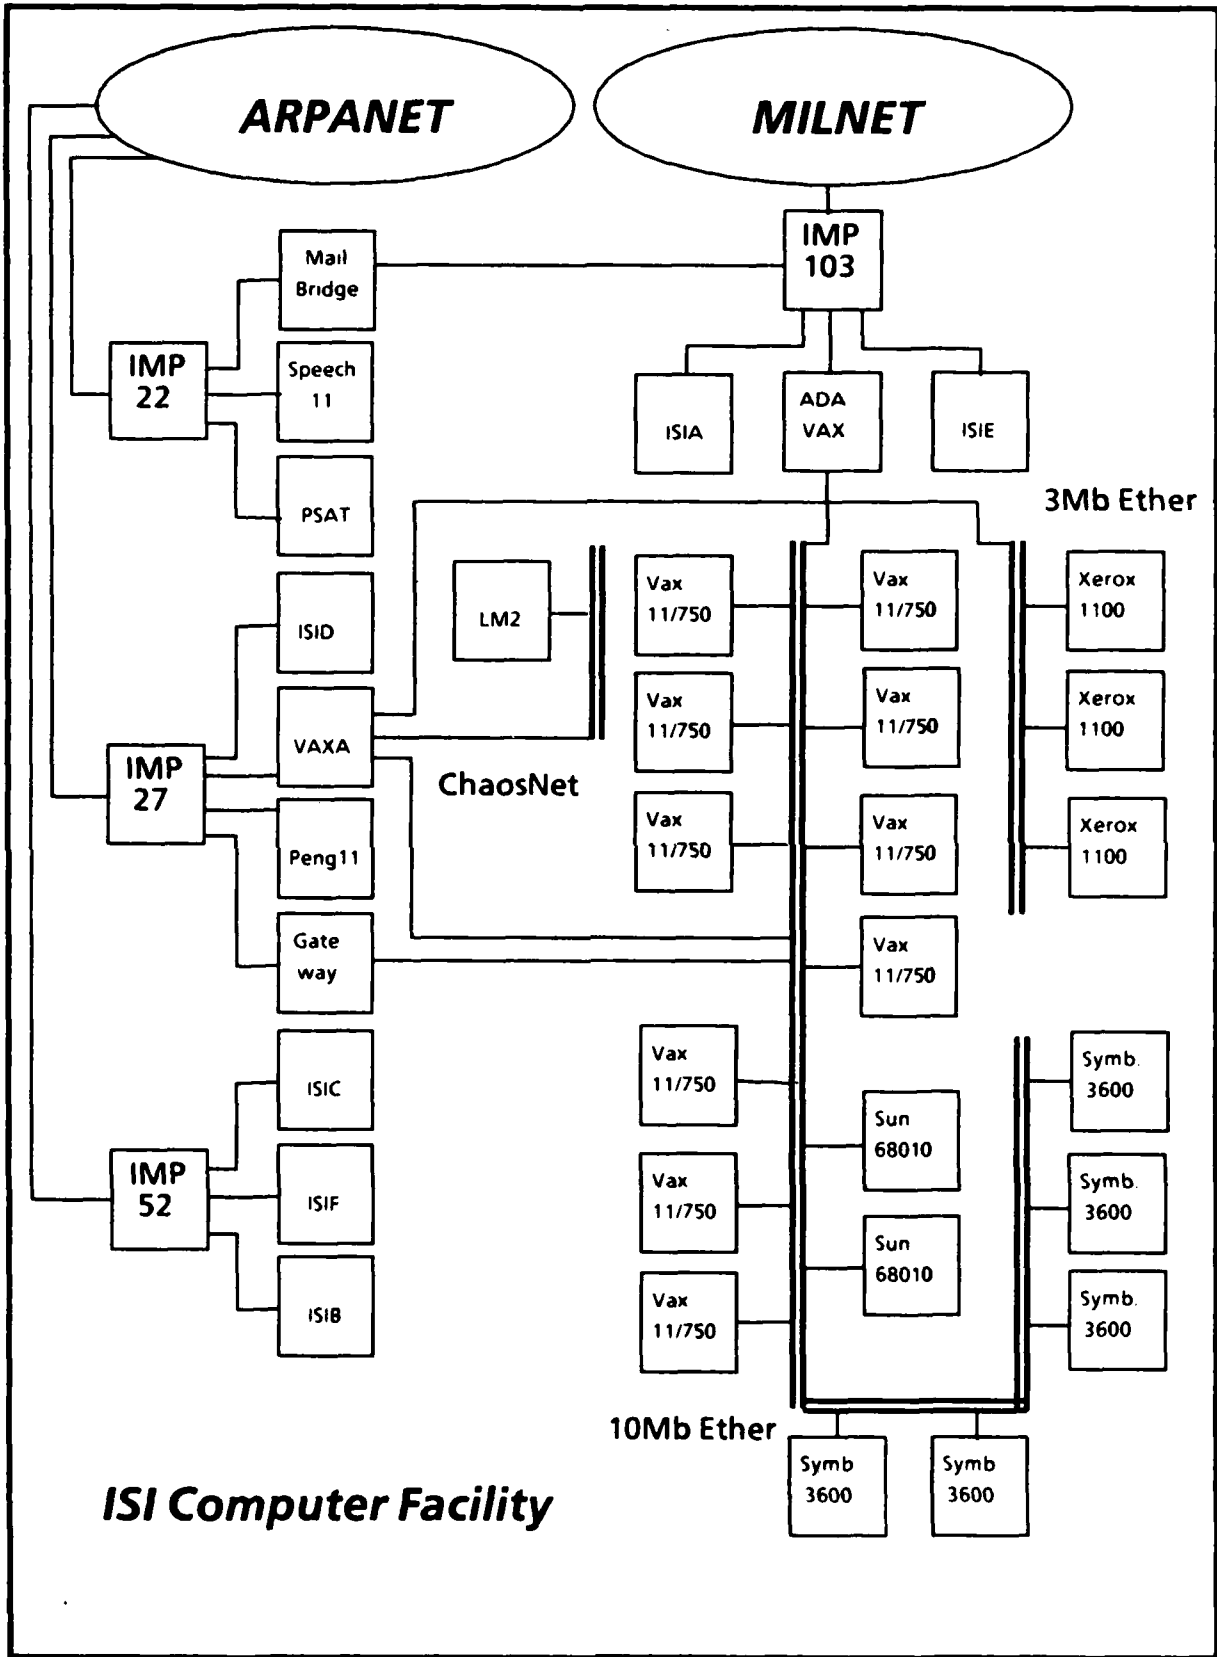 ARPANET
MILNET
IMP
103
Mail
Bridge
IMP
22
Speech
11
PSAT
ISIA
ADA
VAX
ISIE
3Mb Ether
LM2
Vax
11/750
Vax
11/750
Xerox
1100
ISID
Vax
11/750
Vax
11/750
Xerox
1100
VAXA
IMP
27
ChaosNet
Vax
11/750
Vax
11/750
Xerox
1100
Peng11
Gate
way
Vax
11/750
ISIC
Vax
11/750
Symb.
3600
Sun
68010
IMP
52
ISIF
Vax
11/750
Symb.
3600
Sun
68010
ISIB
Vax
11/750
Symb.
3600
10Mb Ether
Symb
3600
Symb
3600
ISI Computer Facility